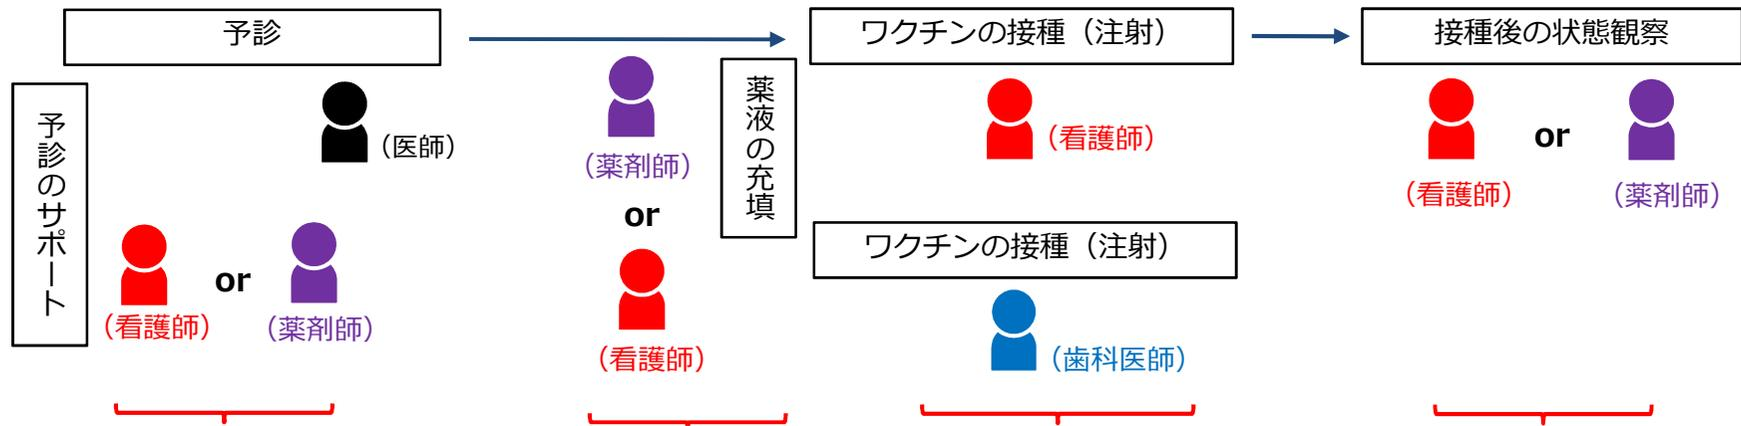 予診
ワクチンの接種（注射）
接種後の状態観察
予診のサポート
（医師）
（看護師）
or
（薬剤師）
（薬剤師）
or
（看護師）
薬液の充填
（看護師）
ワクチンの接種（注射）
（歯科医師）
（看護師）
or
（薬剤師）